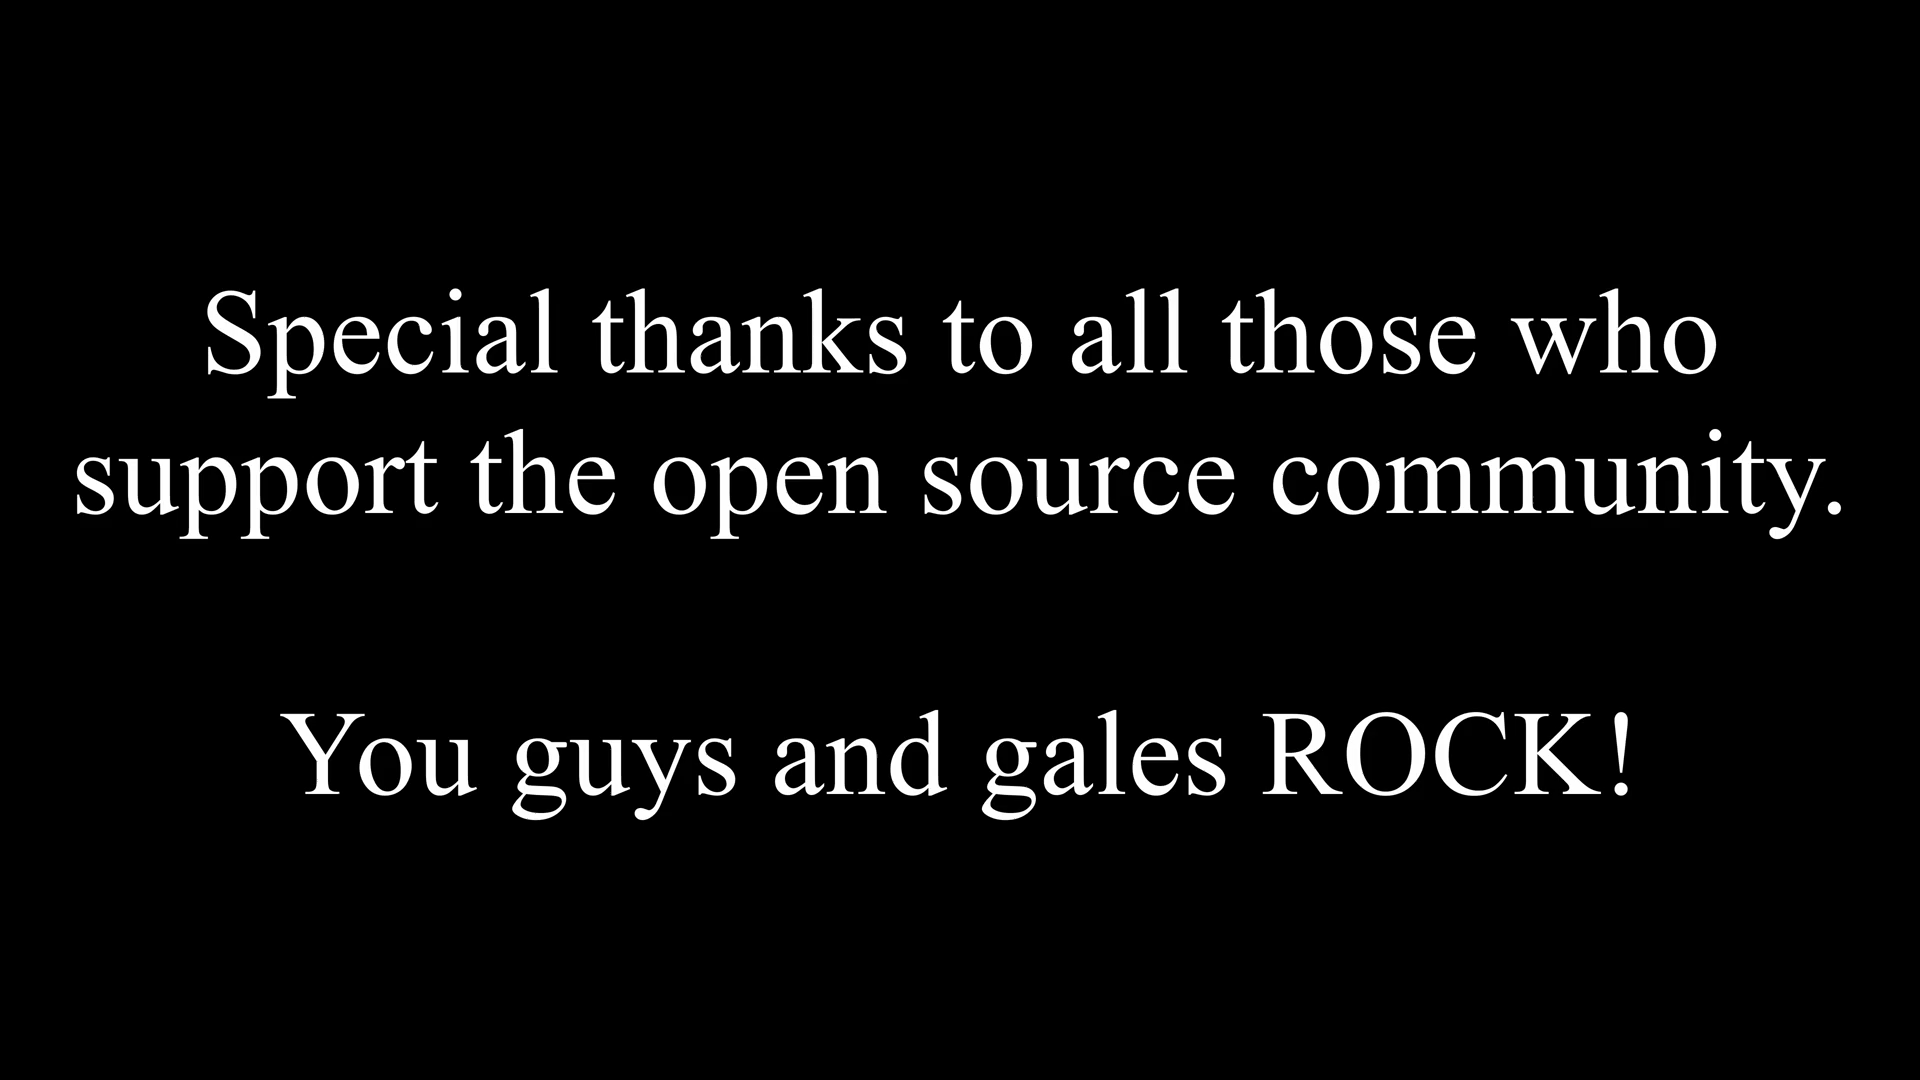 Special thanks to all those who
support the open source community.
You guys and gales ROCK!